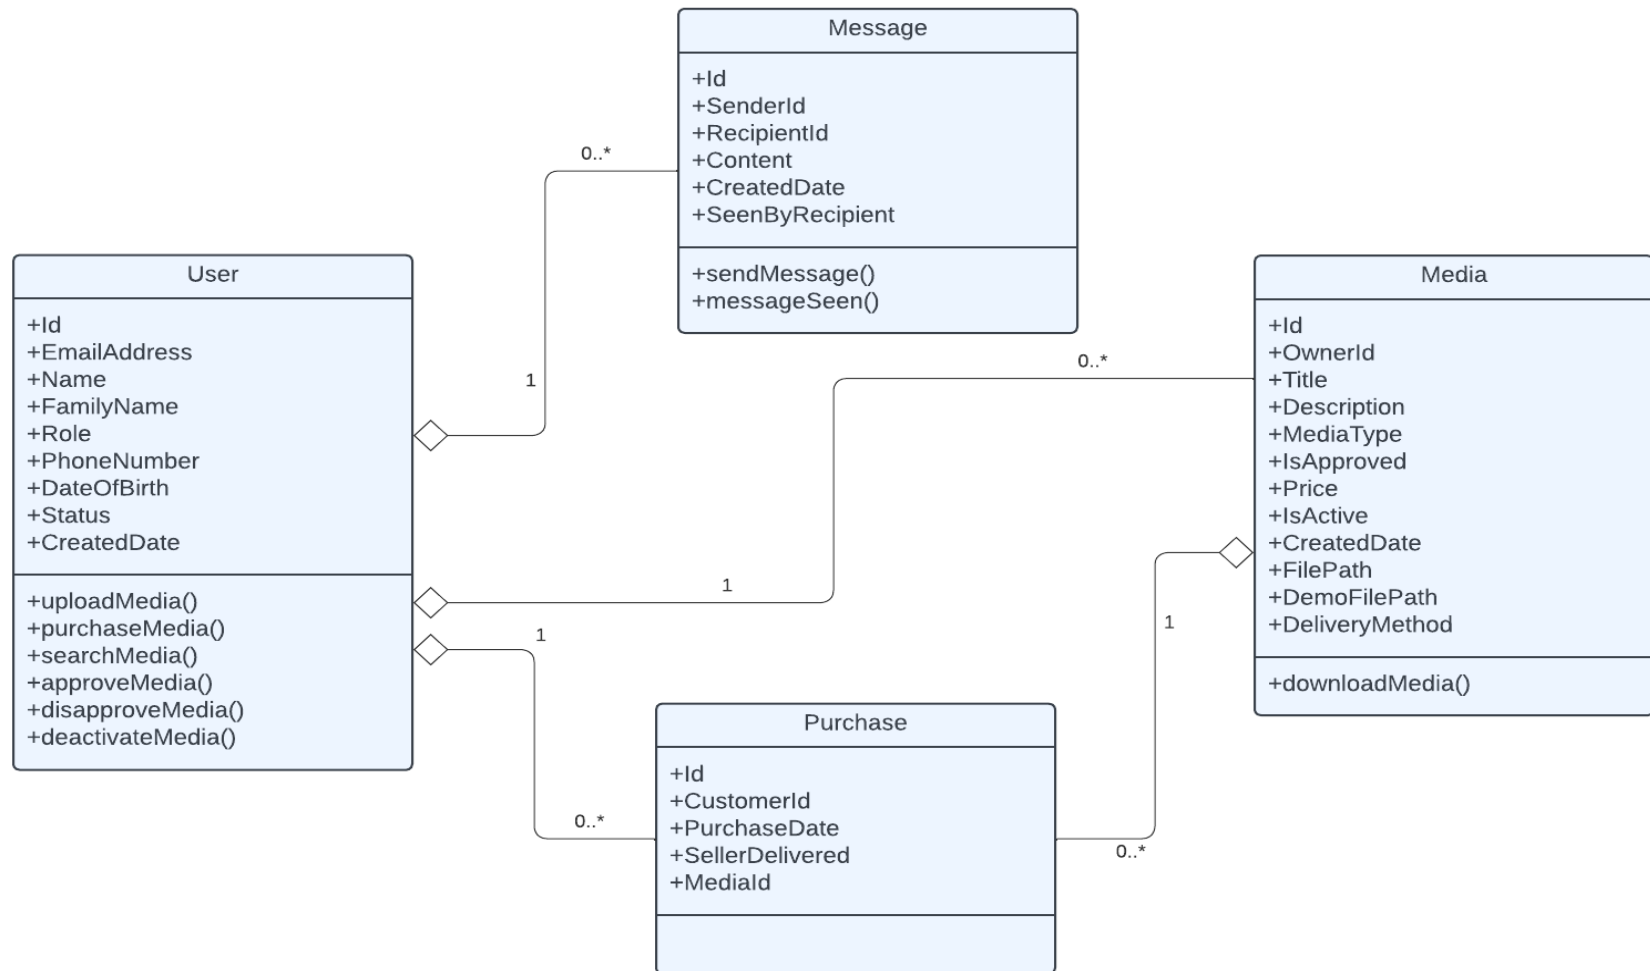 Message
+Id
+SenderId
+RecipientId
+Content
+CreatedDate
+SeenByRecipient
+sendMessage()
+messageSeen()
0..*
1
User
+Id
+EmailAddress
+Name
+FamilyName
+Role
+PhoneNumber
+DateOfBirth
+Status
+CreatedDate
+uploadMedia()
+purchaseMedia()
+searchMedia()
+approveMedia()
+disapproveMedia()
+deactivateMedia()
0..*
1
Media
+Id
+OwnerId
+Title
+Description
+MediaType
+IsApproved
+Price
+IsActive
+CreatedDate
+FilePath
+DemoFilePath
+DeliveryMethod
+downloadMedia()
1
0..*
1
0..*
Purchase
+Id
+CustomerId
+PurchaseDate
+SellerDelivered
+MediaId